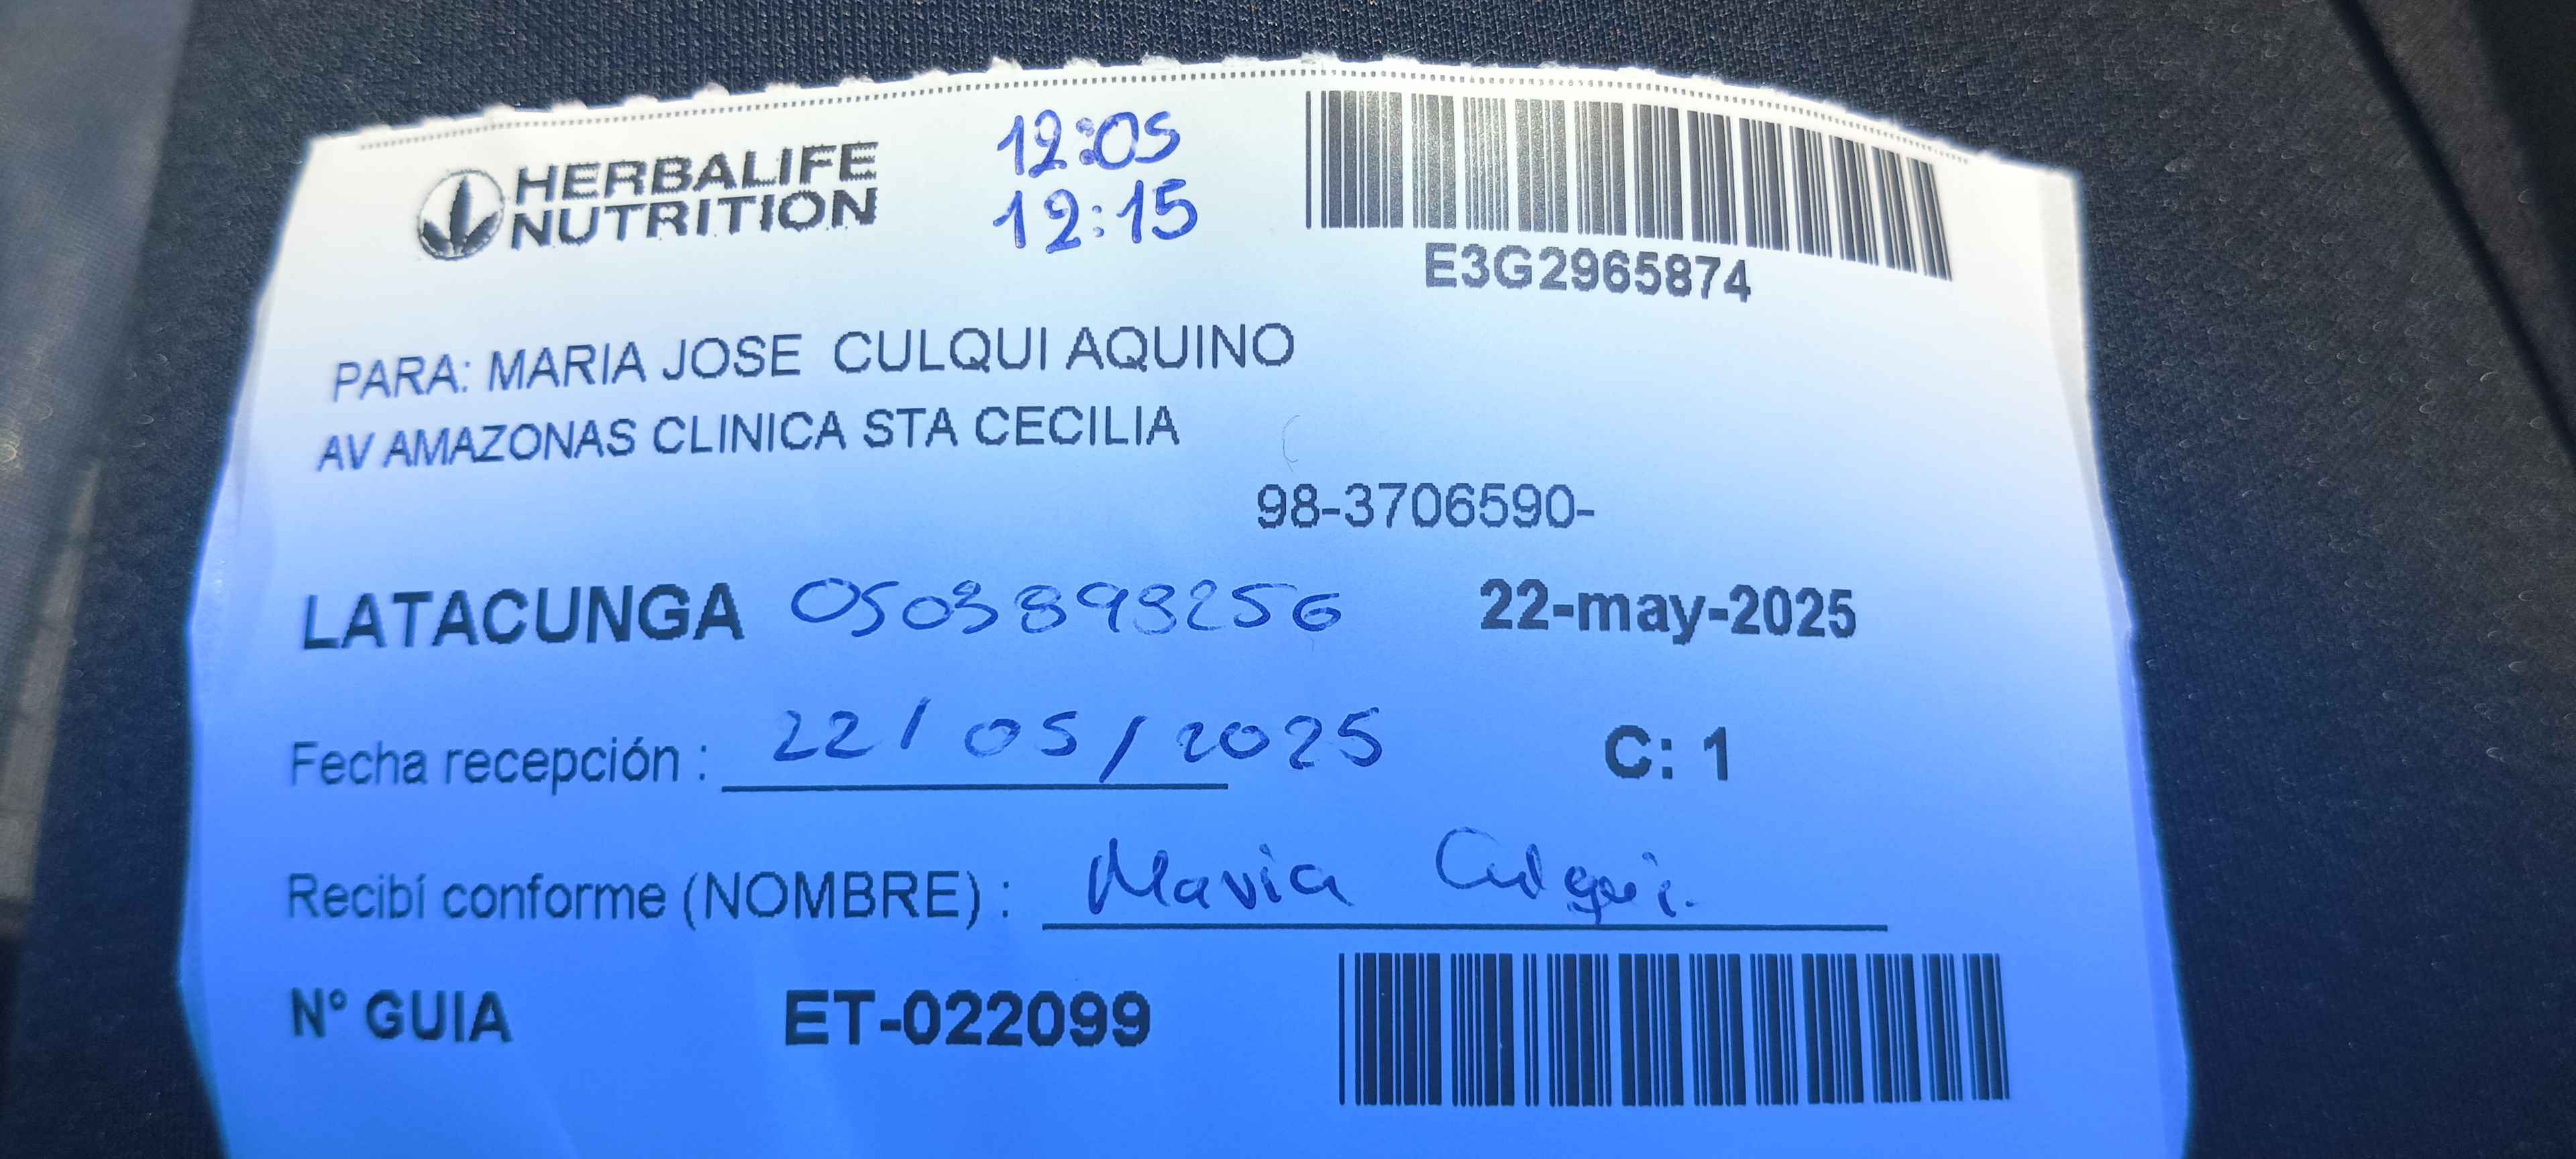 HERBALIFE
NUTRITION
12:05
12:15
E3G2965874
PARA: MARIA JOSE CULQUI AQUINO
AV AMAZONAS CLINICA STA CECILIA
98-3706590-
LATACUNGA 0503898256 22-may-2025
Fecha recepción : 22/05/2025 C: 1
Recibí conforme (NOMBRE) : Maria Culqui.
Nº GUIA ET-022099